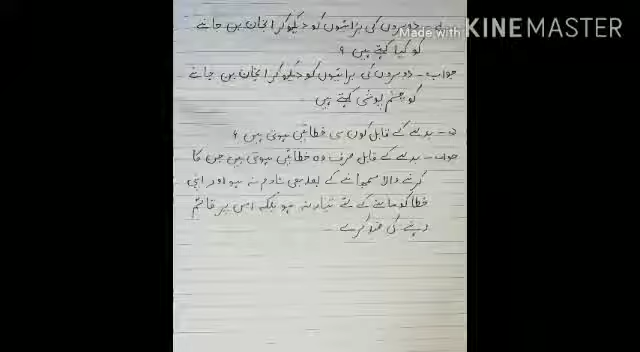 Made with KINEMASTER
دوسروں کی برائیوں کو دیکھ کر انجان بن جانے
کو کیا کہتے ہیں ؟
جواب - دوسروں کی برائیوں کو دیکھ کر انجان بن جانے
کو چشم پوشی کہتے ہیں -
۵ - بدلے کے قابل کون سی خطائیں ہوتی ہیں ؟
جواب - بدلے کے قابل صرف وہ خطائیں ہوتی ہیں جن کا
کرنے والا سمجھانے کے بعد بھی نادم نہ ہو اور اپنی
خطا کو ماننے کے لئے تیار نہ ہو بلکہ اس پر قائم
رہنے کی ضد کرے -